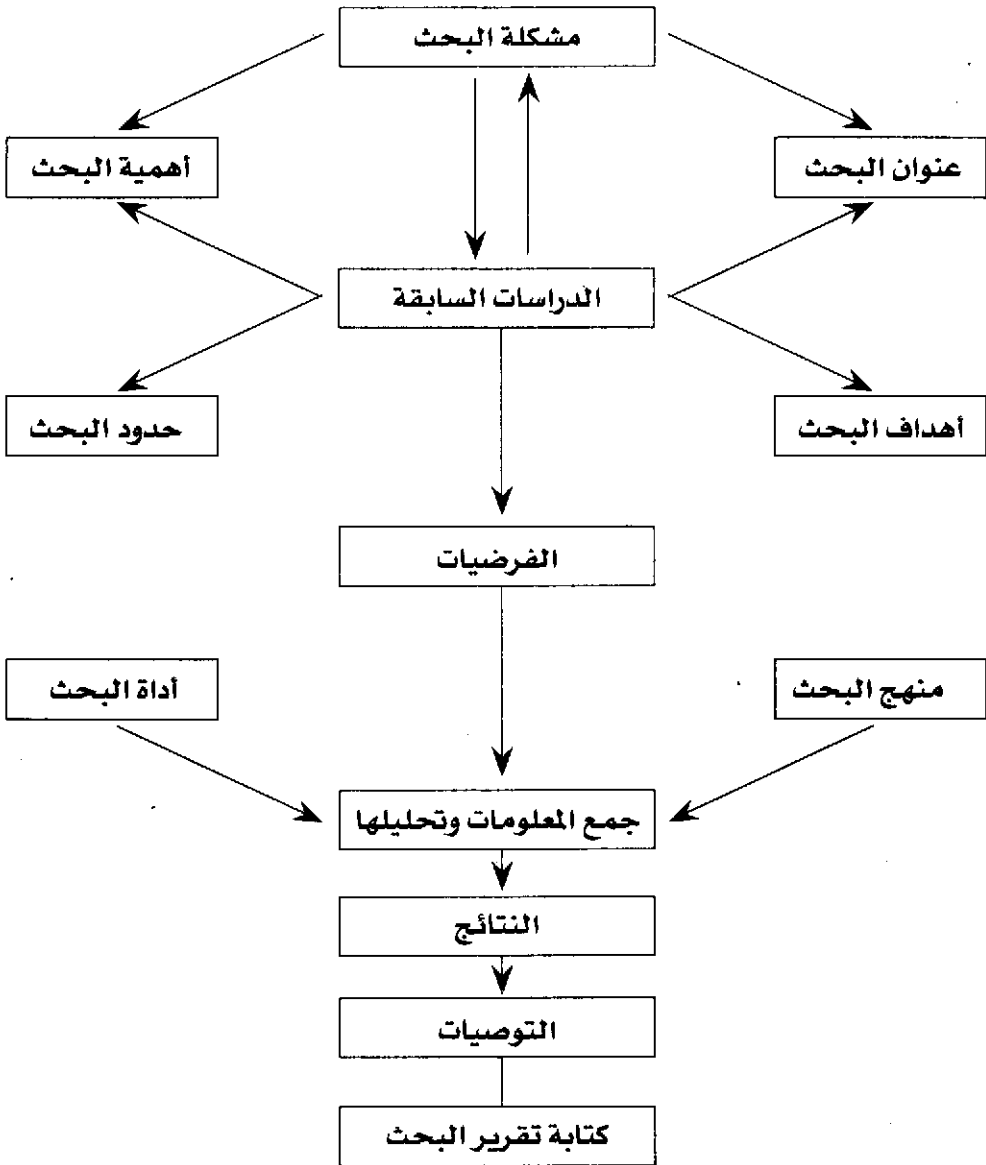 مشكلة البحث
عنوان البحث
أهمية البحث
الدراسات السابقة
أهداف البحث
حدود البحث
الفرضيات
منهج البحث
أداة البحث
جمع المعلومات وتحليلها
النتائج
التوصيات
كتابة تقرير البحث